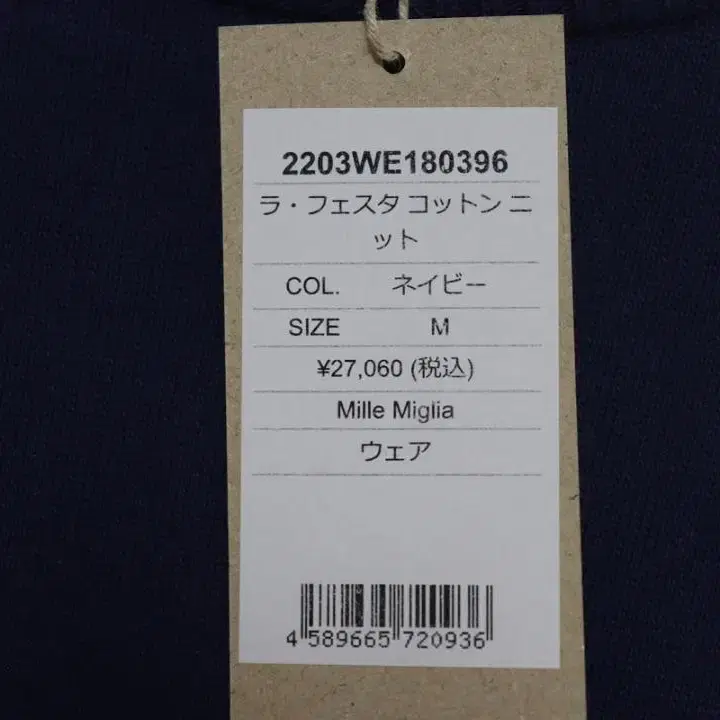 2203WE180396
ラ・フェスタ コットン ニ
ット
COL. ネイビー
SIZE M
¥27,060 (税込)
Mille Miglia
ウェア
4 589665 720936